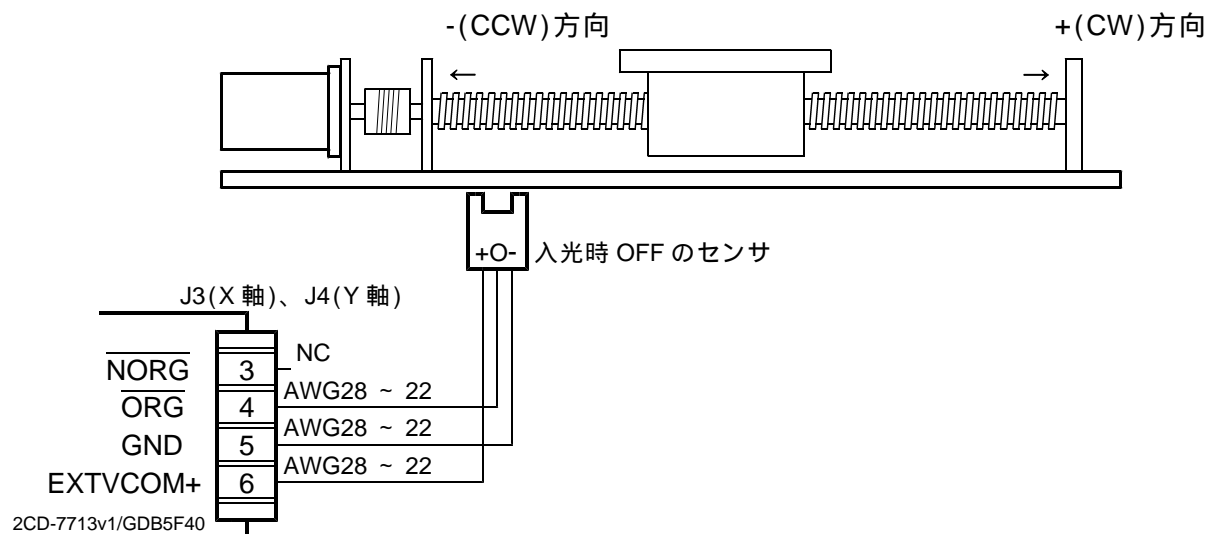 -(CCW)方向
+(CW)方向
←
→
+O-
入光時 OFF のセンサ
J3(X 軸)、J4(Y 軸)
NORG 3 NC
ORG 4 AWG28 ~ 22
GND 5 AWG28 ~ 22
EXTVCOM+ 6 AWG28 ~ 22
2CD-7713v1/GDB5F40